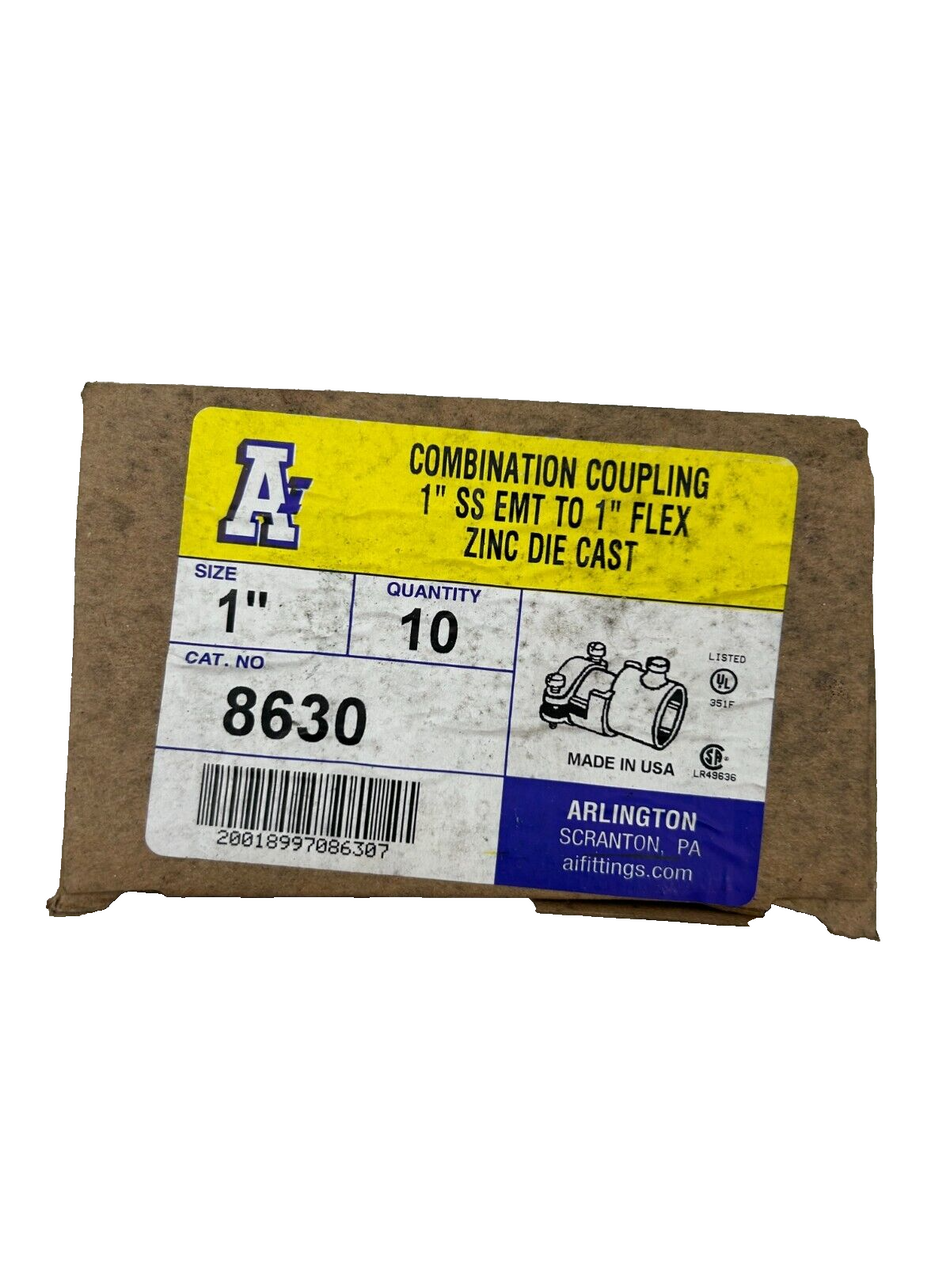 A
COMBINATION COUPLING
1" SS EMT TO 1" FLEX
ZINC DIE CAST
SIZE
1"
QUANTITY
10
CAT. NO
8630
20018997086307
LISTED
UL
351F
MADE IN USA
SA
LR49636
ARLINGTON
SCRANTON, PA
aifittings.com